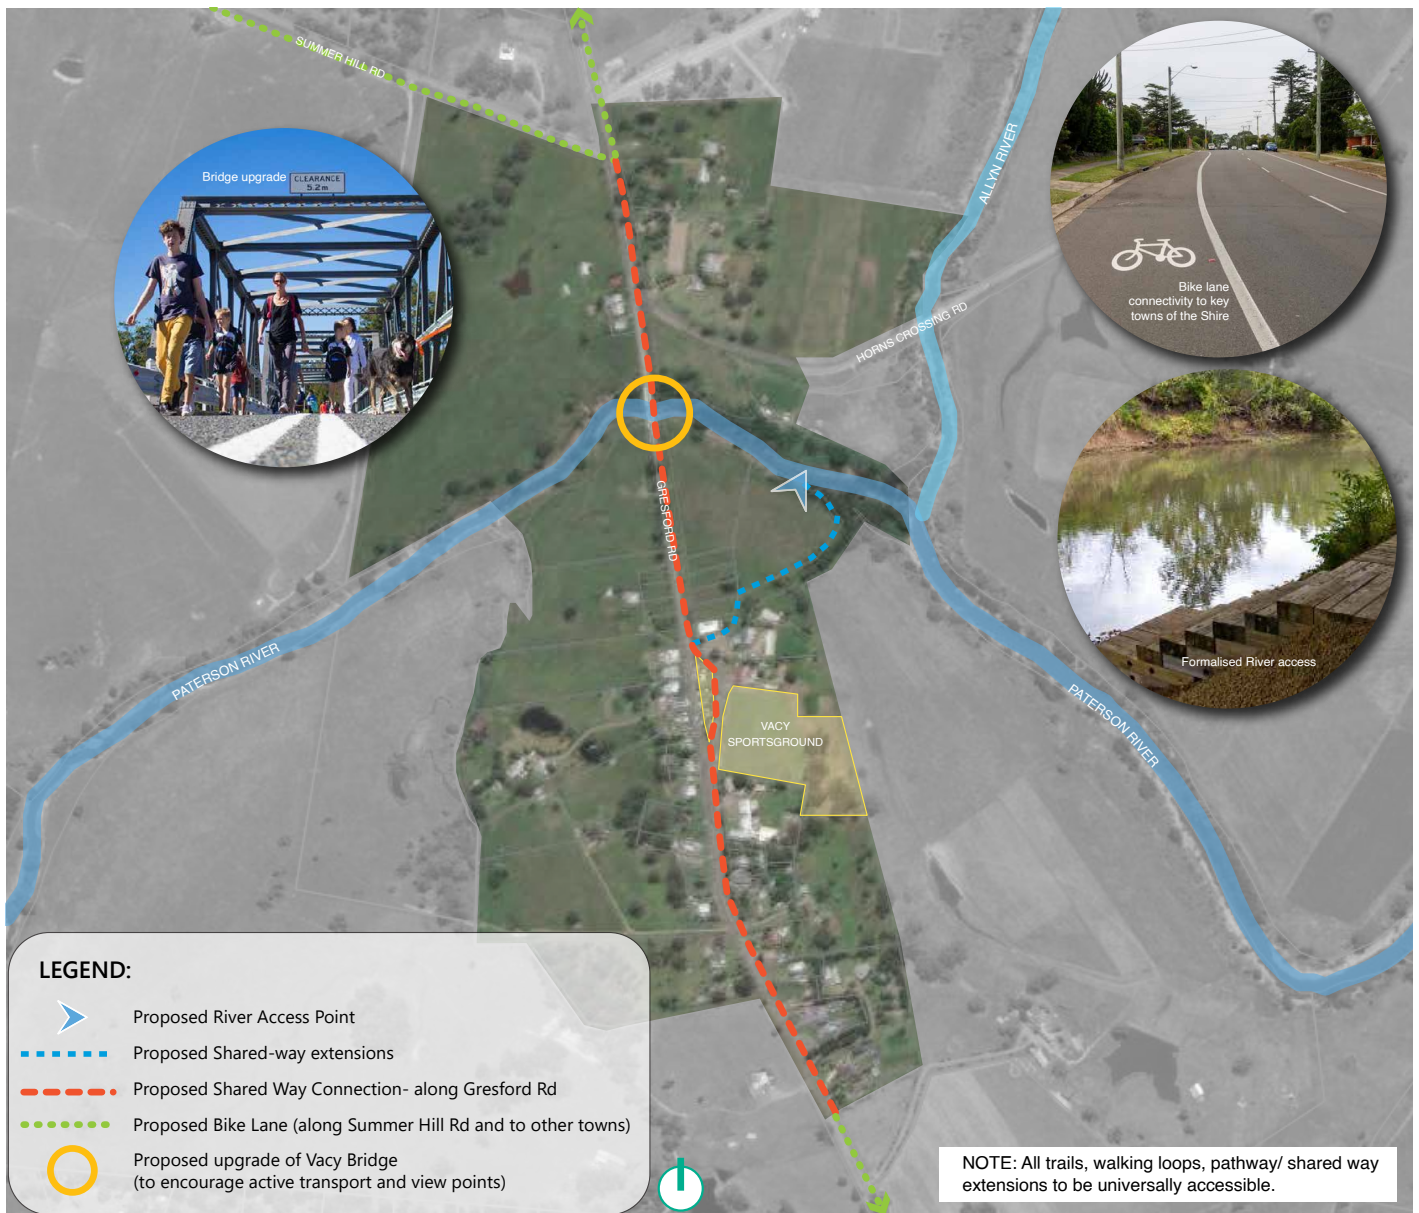 SUMMER HILL RD
Bridge upgrade
CLEARANCE
5.2m
ALLYN RIVER
Bike lane
connectivity to key
towns of the Shire
HORNS CROSSING RD
GRESFORD RD
Formalised River access
PATERSON RIVER
PATERSON RIVER
VACY
SPORTSGROUND
LEGEND:
Proposed River Access Point
Proposed Shared-way extensions
Proposed Shared Way Connection- along Gresford Rd
Proposed Bike Lane (along Summer Hill Rd and to other towns)
Proposed upgrade of Vacy Bridge
(to encourage active transport and view points)
NOTE: All trails, walking loops, pathway/ shared way
extensions to be universally accessible.